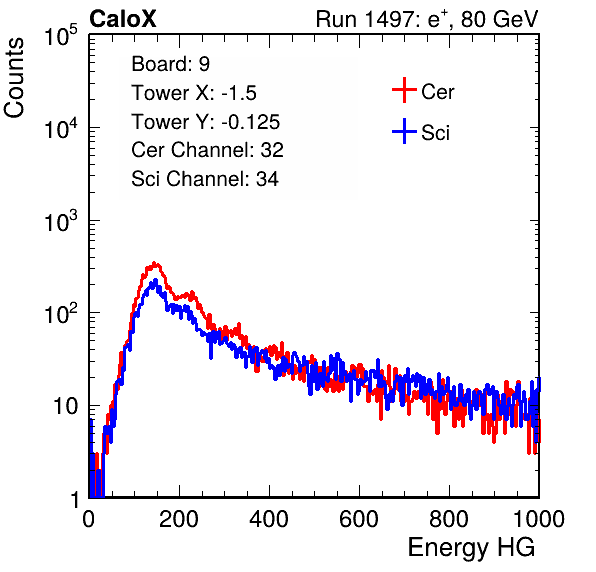 CaloX Run 1497: e⁺, 80 GeV
Counts
10⁵
10⁴
10³
10²
10
1
Board: 9
Tower X: -1.5
Tower Y: -0.125
Cer Channel: 32
Sci Channel: 34
Cer
Sci
0 200 400 600 800 1000
Energy HG